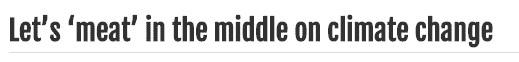 Let’s ‘meat’ in the middle on climate change